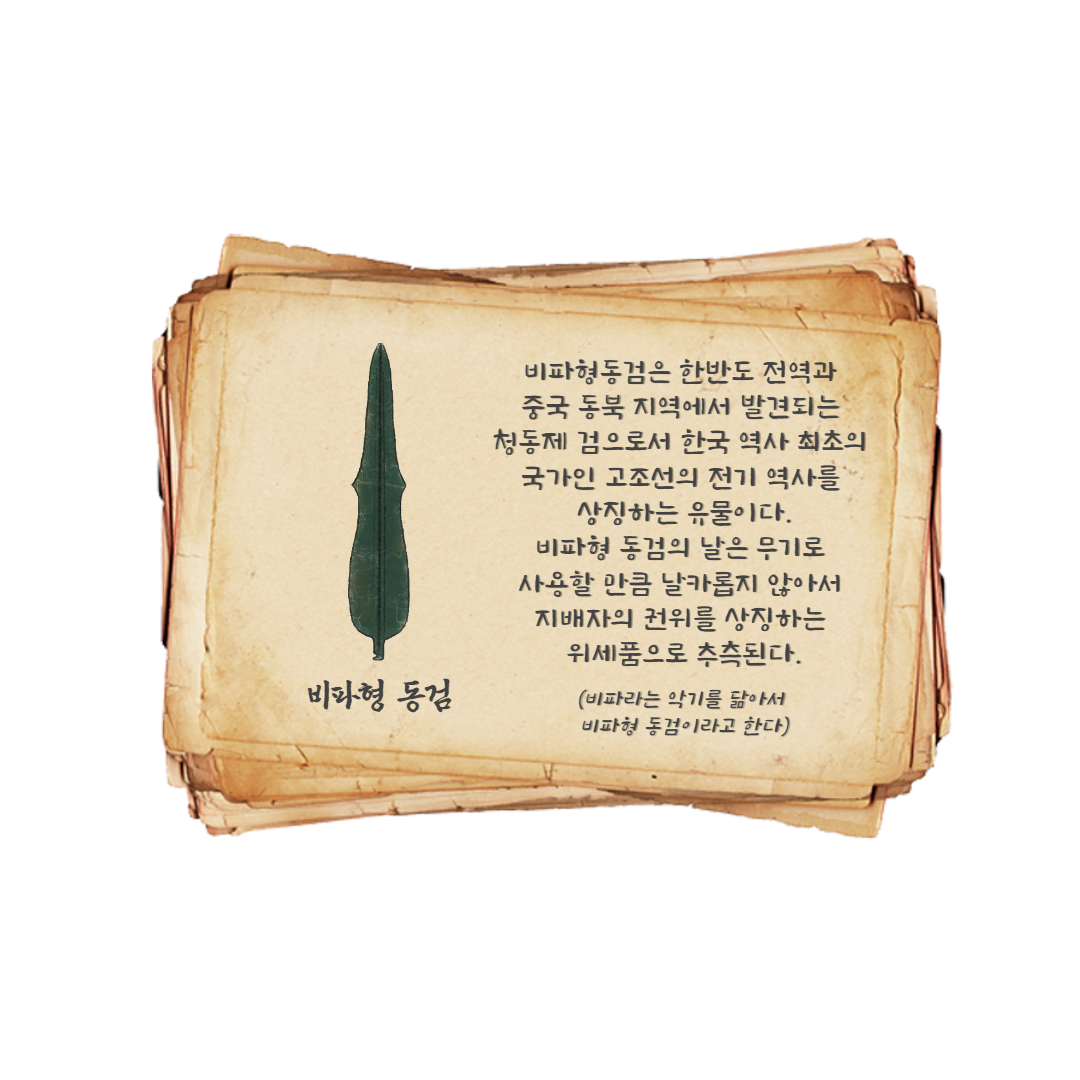 비파형동검은 한반도 전역과
중국 동북 지역에서 발견되는
청동제 검으로서 한국 역사 최초의
국가인 고조선의 전기 역사를
상징하는 유물이다.
비파형 동검의 날은 무기로
사용할 만큼 날카롭지 않아서
지배자의 권위를 상징하는
위세품으로 추측된다.
(비파라는 악기를 닮아서
비파형 동검이라고 한다)
비파형 동검